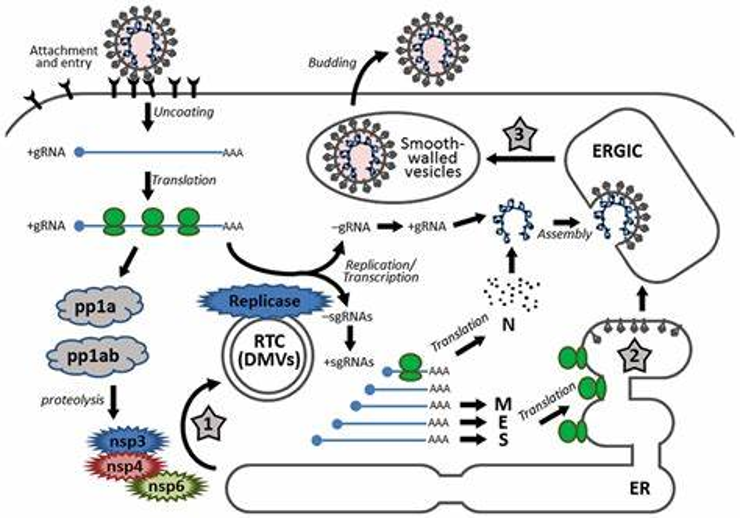 Attachment
and entry
Uncoating
+gRNA
AAA
Translation
+gRNA
AAA
pp1a
pp1ab
proteolysis
nsp3
nsp4
nsp6
1
Replicase
RTC
(DMVs)
Replication/
Transcription
–gRNA
+gRNA
–sgRNAs
+sgRNAs
AAA
AAA
AAA
AAA
AAA
M
E
S
Translation
N
Translation
Assembly
Budding
Smooth-
walled
vesicles
3
ERGIC
2
ER